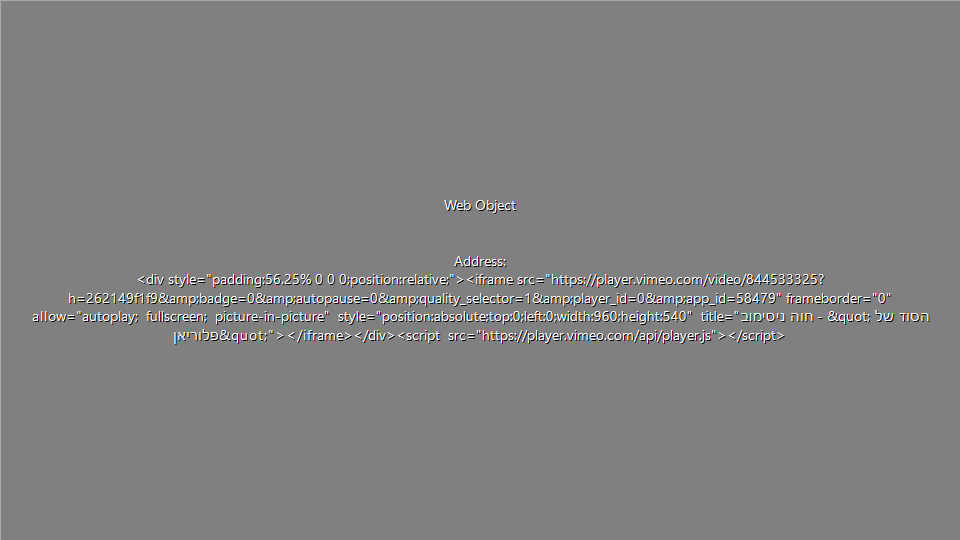 Web Object
Address:
<div style="padding:56.25% 0 0 0;position:relative;"><iframe src="https://player.vimeo.com/video/844533325?
h=262149f1f9&amp;badge=0&amp;autopause=0&amp;quality_selector=1&amp;player_id=0&amp;app_id=58479" frameborder="0"
allow="autoplay; fullscreen; picture-in-picture" style="position:absolute;top:0;left:0;width:960;height:540" title="חוה ניסימוב - &quot; הסוד של
פלוריאן&quot;"></iframe></div><script src="https://player.vimeo.com/api/player.js"></script>